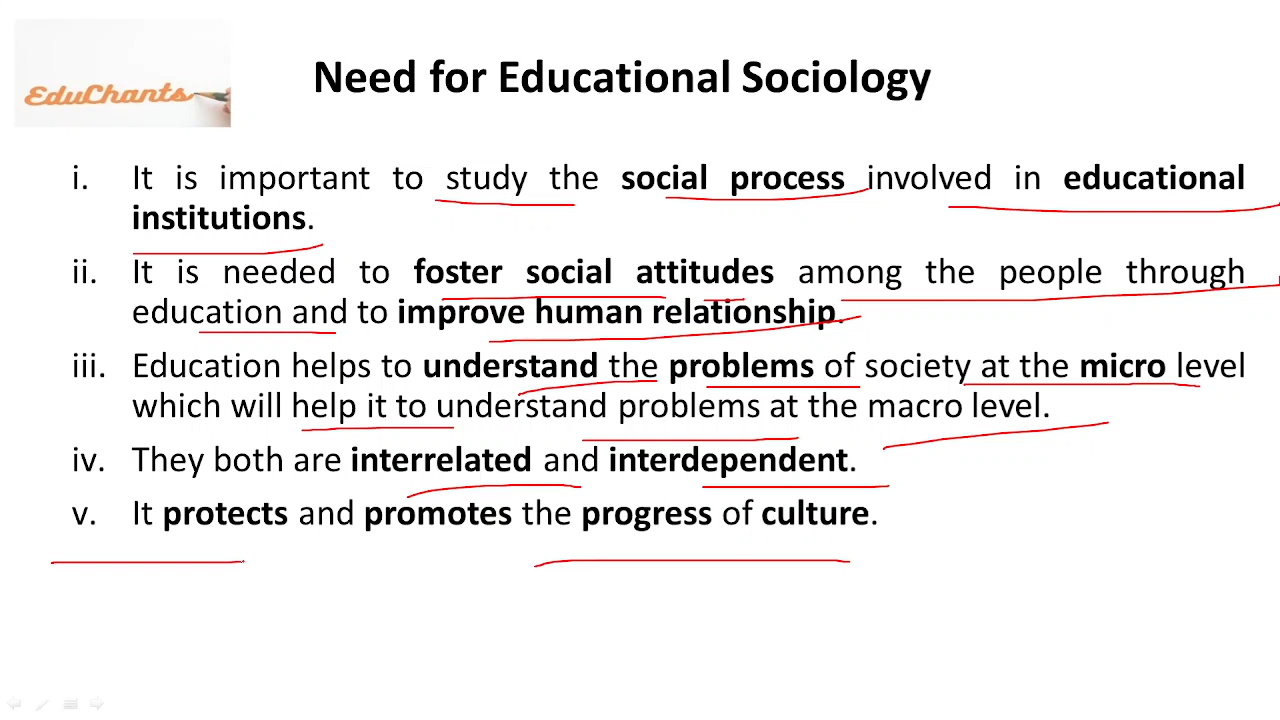 EduChants
Need for Educational Sociology
i. It is important to study the social process involved in educational
institutions.
ii. It is needed to foster social attitudes among the people through
education and to improve human relationship.
iii. Education helps to understand the problems of society at the micro level
which will help it to understand problems at the macro level.
iv. They both are interrelated and interdependent.
v. It protects and promotes the progress of culture.